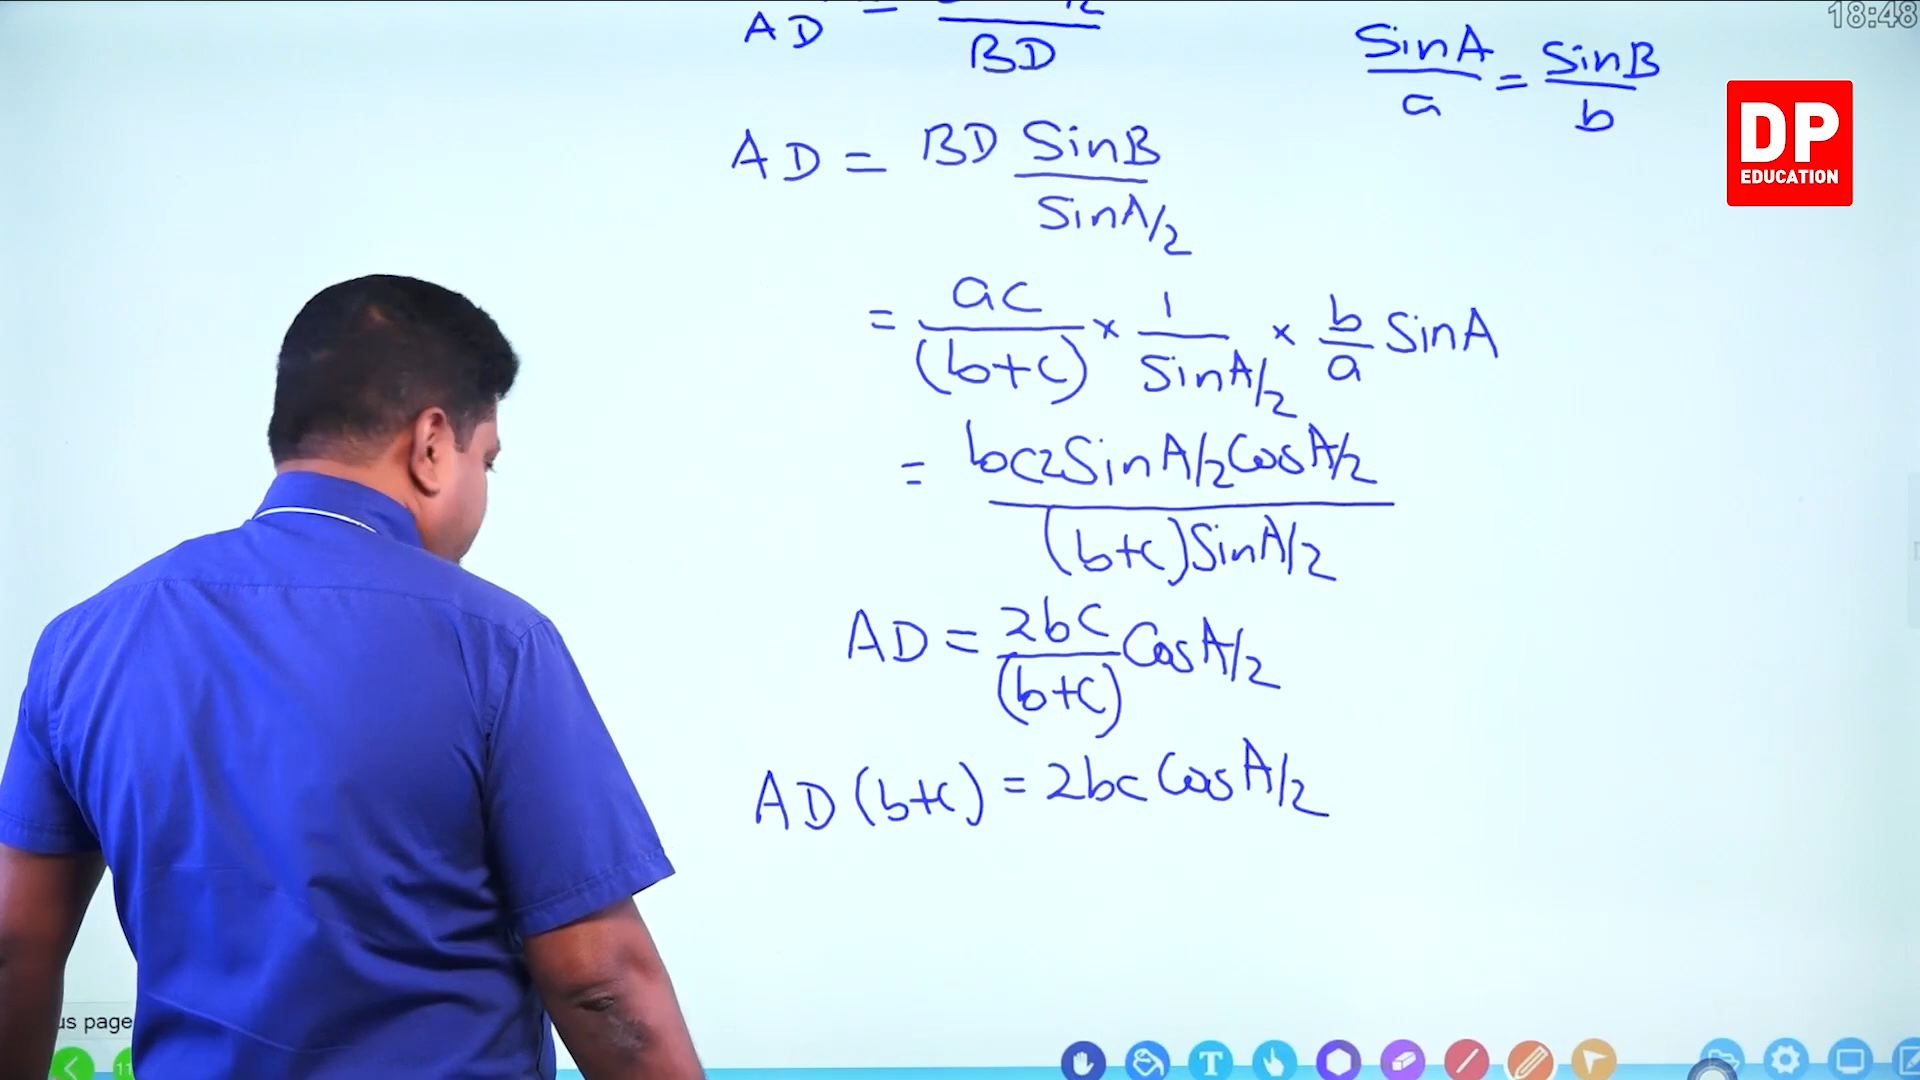 18:48
AD = 
BD
SinA/a = SinB/b
DP
EDUCATION
AD = BD SinB/SinA/2
= ac/(b+c) × 1/SinA/2 × b/a SinA
= bc2SinA/2CosA/2/(b+c)SinA/2
AD = 2bc/(b+c) CosA/2
AD (b+c) = 2bc CosA/2
us page
11
T